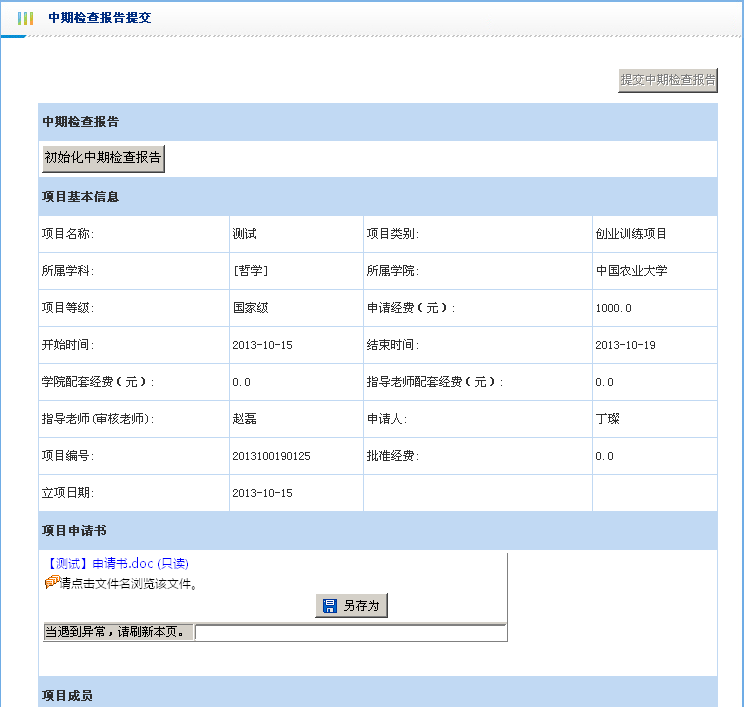 中期检查报告提交
提交中期检查报告
中期检查报告
初始化中期检查报告
项目基本信息
项目名称: 测试 项目类别: 创业训练项目
所属学科: [哲学] 所属学院: 中国农业大学
项目等级: 国家级 申请经费(元): 1000.0
开始时间: 2013-10-15 结束时间: 2013-10-19
学院配套经费(元): 0.0 指导老师配套经费(元): 0.0
指导老师(审核老师): 赵磊 申请人: 丁璨
项目编号: 2013100190125 批准经费: 0.0
立项日期: 2013-10-15
项目申请书
【测试】申请书.doc (只读)
请点击文件名浏览该文件。
另存为
当遇到异常，请刷新本页。
项目成员